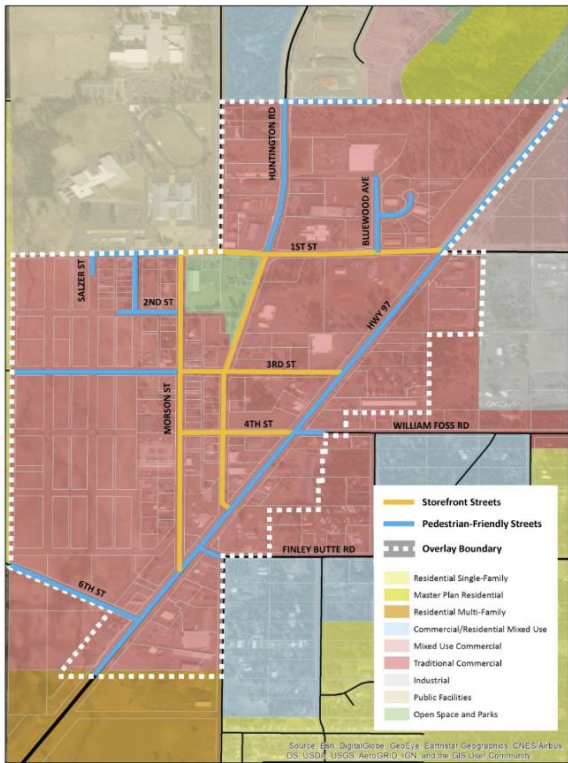 HUNTINGTON RD
BLUEWOOD AVE
1ST ST
SALZER ST
2ND ST
HWY 97
3RD ST
MORSON ST
4TH ST
WILLIAM FOSS RD
FINLEY BUTTE RD
6TH ST
Storefront Streets
Pedestrian-Friendly Streets
Overlay Boundary
Residential Single-Family
Master Plan Residential
Residential Multi-Family
Commercial/Residential Mixed Use
Mixed Use Commercial
Traditional Commercial
Industrial
Public Facilities
Open Space and Parks
Source: Esri, DigitalGlobe, GeoEye, Earthstar Geographics, CNES/Airbus
DS, USDA, USGS, AeroGRID, IGN, and the GIS User Community